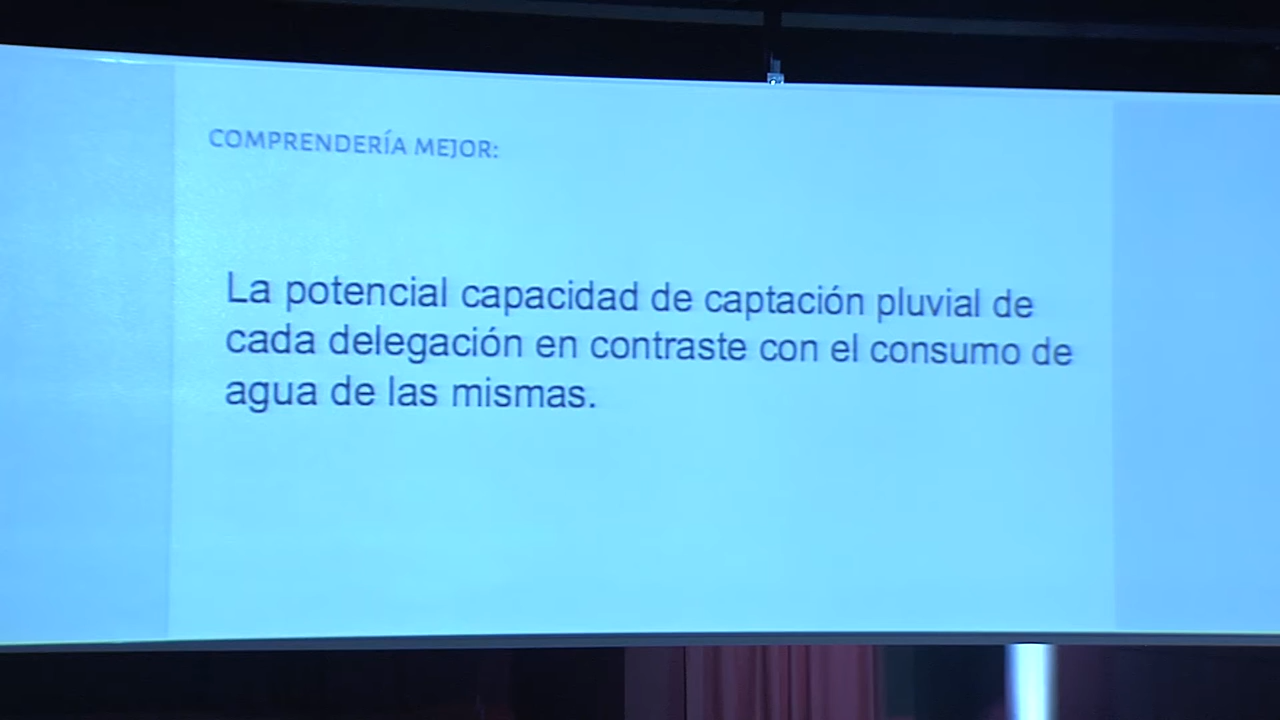 COMPRENDERÍA MEJOR:
La potencial capacidad de captación pluvial de
cada delegación en contraste con el consumo de
agua de las mismas.